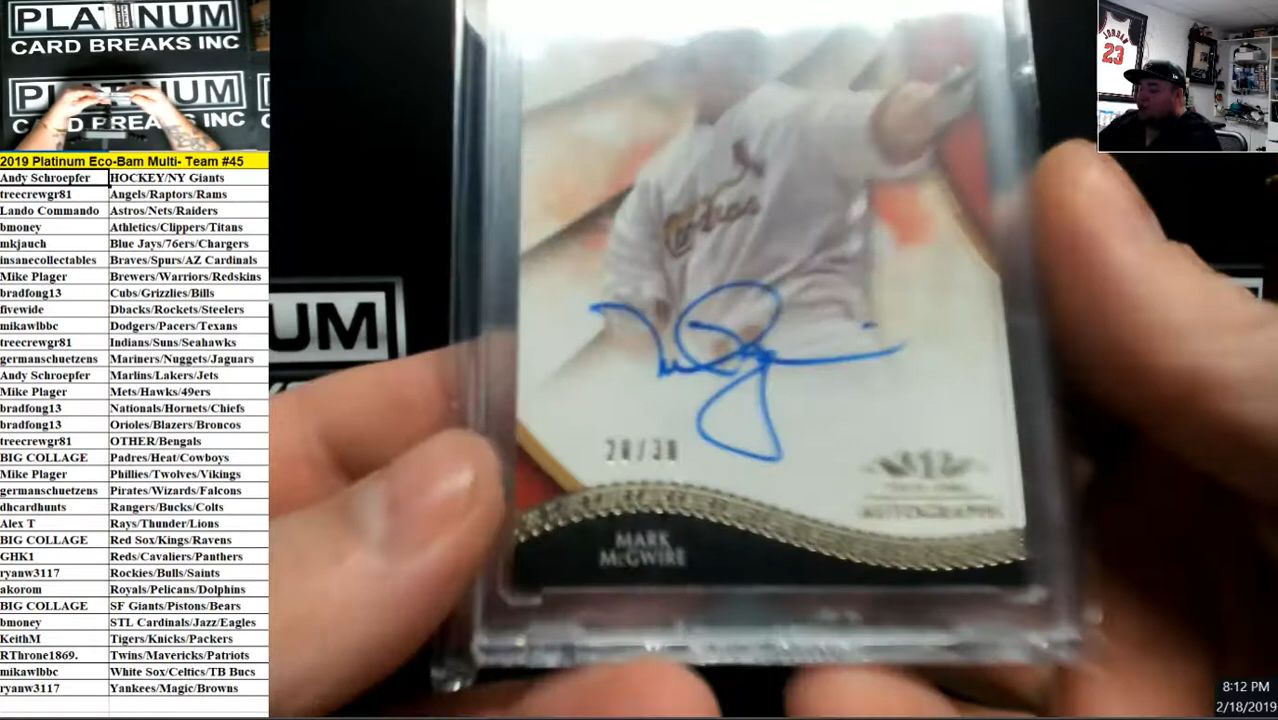 PLATINUM
CARD BREAKS INC
PLATINUM
CARD BREAKS INC
2019 Platinum Eco-Bam Multi- Team #45
Andy Schroepfer HOCKEY/NY Giants
treecrewgr81 Angels/Raptors/Rams
Lando Commando Astros/Nets/Raiders
bmoney Athletics/Clippers/Titans
mkjauch Blue Jays/76ers/Chargers
insanecollectables Braves/Spurs/AZ Cardinals
Mike Plager Brewers/Warriors/Redskins
bradfong13 Cubs/Grizzlies/Bills
fivewide Dbacks/Rockets/Steelers
mikawlbbc Dodgers/Pacers/Texans
treecrewgr81 Indians/Suns/Seahawks
germanschuetzens Mariners/Nuggets/Jaguars
Andy Schroepfer Marlins/Lakers/Jets
Mike Plager Mets/Hawks/49ers
bradfong13 Nationals/Hornets/Chiefs
bradfong13 Orioles/Blazers/Broncos
treecrewgr81 OTHER/Bengals
BIG COLLAGE Padres/Heat/Cowboys
Mike Plager Phillies/Twolves/Vikings
germanschuetzens Pirates/Wizards/Falcons
dhcardhunts Rangers/Bucks/Colts
Alex T Rays/Thunder/Lions
BIG COLLAGE Red Sox/Kings/Ravens
GHK1 Reds/Cavaliers/Panthers
ryanw3117 Rockies/Bulls/Saints
akorom Royals/Pelicans/Dolphins
BIG COLLAGE SF Giants/Pistons/Bears
bmoney STL Cardinals/Jazz/Eagles
KeithM Tigers/Knicks/Packers
RThrone1869. Twins/Mavericks/Patriots
mikawlbbc White Sox/Celtics/TB Bucs
ryanw3117 Yankees/Magic/Browns
UM
Cardinals
AUTOGRAPHS
MARK
McGWIRE
JORDAN
23
8:12 PM
2/18/2019